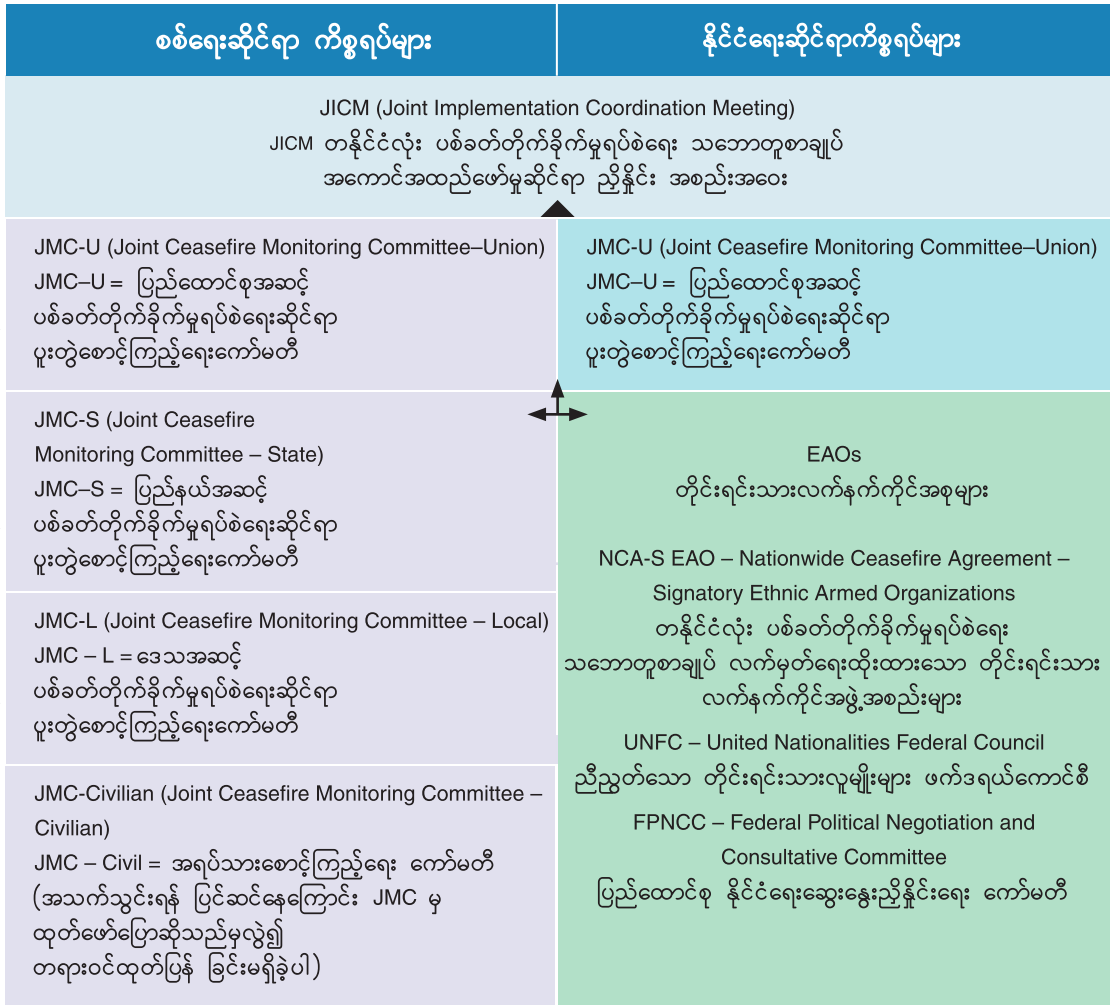 စစ်ရေးဆိုင်ရာ ကိစ္စရပ်များ
နိုင်ငံရေးဆိုင်ရာကိစ္စရပ်များ
JICM (Joint Implementation Coordination Meeting)
JICM တနိုင်ငံလုံး ပစ်ခတ်တိုက်ခိုက်မှုရပ်စဲရေး သဘောတူစာချုပ်
အကောင်အထည်ဖော်မှုဆိုင်ရာ ညှိနှိုင်း အစည်းအဝေး
JMC-U (Joint Ceasefire Monitoring Committee–Union)
JMC–U = ပြည်ထောင်စုအဆင့်
ပစ်ခတ်တိုက်ခိုက်မှုရပ်စဲရေးဆိုင်ရာ
ပူးတွဲစောင့်ကြည့်ရေးကော်မတီ
JMC-S (Joint Ceasefire
Monitoring Committee – State)
JMC–S = ပြည်နယ်အဆင့်
ပစ်ခတ်တိုက်ခိုက်မှုရပ်စဲရေးဆိုင်ရာ
ပူးတွဲစောင့်ကြည့်ရေးကော်မတီ
JMC-L (Joint Ceasefire Monitoring Committee – Local)
JMC – L = ဒေသအဆင့်
ပစ်ခတ်တိုက်ခိုက်မှုရပ်စဲရေးဆိုင်ရာ
ပူးတွဲစောင့်ကြည့်ရေးကော်မတီ
JMC-Civilian (Joint Ceasefire Monitoring Committee –
Civilian)
JMC – Civil = အရပ်သားစောင့်ကြည့်ရေး ကော်မတီ
(အသက်သွင်းရန် ပြင်ဆင်နေကြောင်း JMC မှ
ထုတ်ဖော်ပြောဆိုသည်မှလွဲ၍
တရားဝင်ထုတ်ပြန် ခြင်းမရှိခဲ့ပါ)
JMC-U (Joint Ceasefire Monitoring Committee–Union)
JMC–U = ပြည်ထောင်စုအဆင့်
ပစ်ခတ်တိုက်ခိုက်မှုရပ်စဲရေးဆိုင်ရာ
ပူးတွဲစောင့်ကြည့်ရေးကော်မတီ
EAOs
တိုင်းရင်းသားလက်နက်ကိုင်အစုများ
NCA-S EAO – Nationwide Ceasefire Agreement –
Signatory Ethnic Armed Organizations
တနိုင်ငံလုံး ပစ်ခတ်တိုက်ခိုက်မှုရပ်စဲရေး
သဘောတူစာချုပ် လက်မှတ်ရေးထိုးထားသော တိုင်းရင်းသား
လက်နက်ကိုင်အဖွဲ့အစည်းများ
UNFC – United Nationalities Federal Council
ညီညွတ်သော တိုင်းရင်းသားလူမျိုးများ ဖက်ဒရယ်ကောင်စီ
FPNCC – Federal Political Negotiation and
Consultative Committee
ပြည်ထောင်စု နိုင်ငံရေးဆွေးနွေးညှိနှိုင်းရေး ကော်မတီ